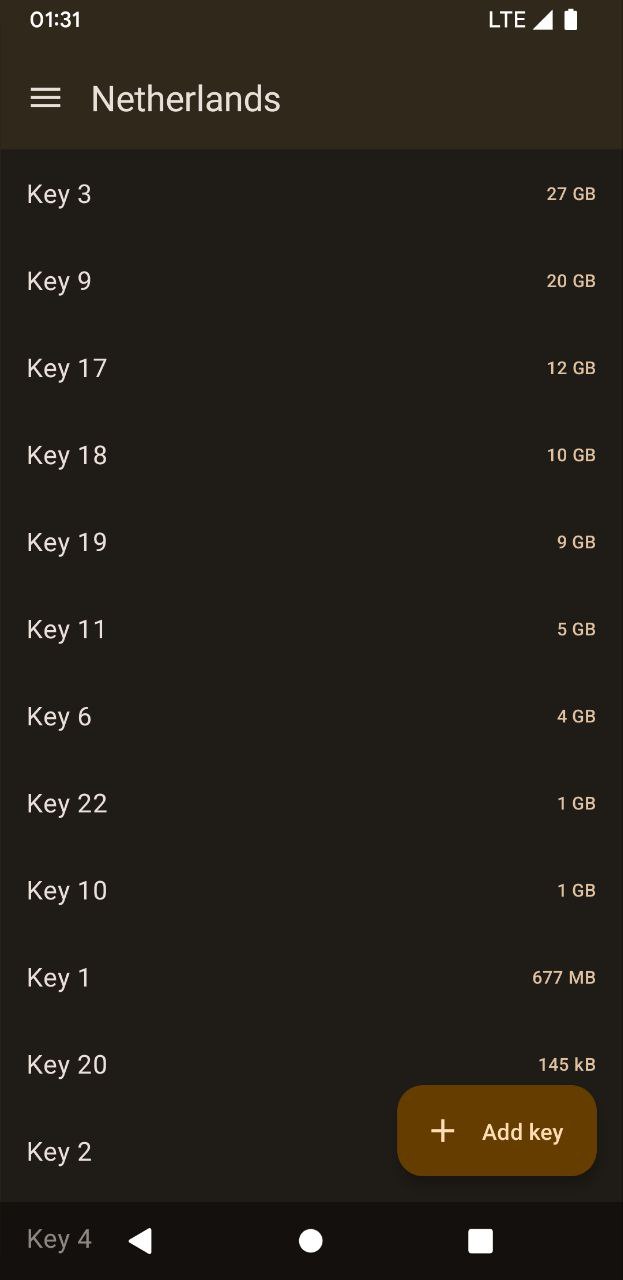 01:31 LTE
Netherlands
Key 3 27 GB
Key 9 20 GB
Key 17 12 GB
Key 18 10 GB
Key 19 9 GB
Key 11 5 GB
Key 6 4 GB
Key 22 1 GB
Key 10 1 GB
Key 1 677 MB
Key 20 145 kB
Key 2
Add key
Key 4